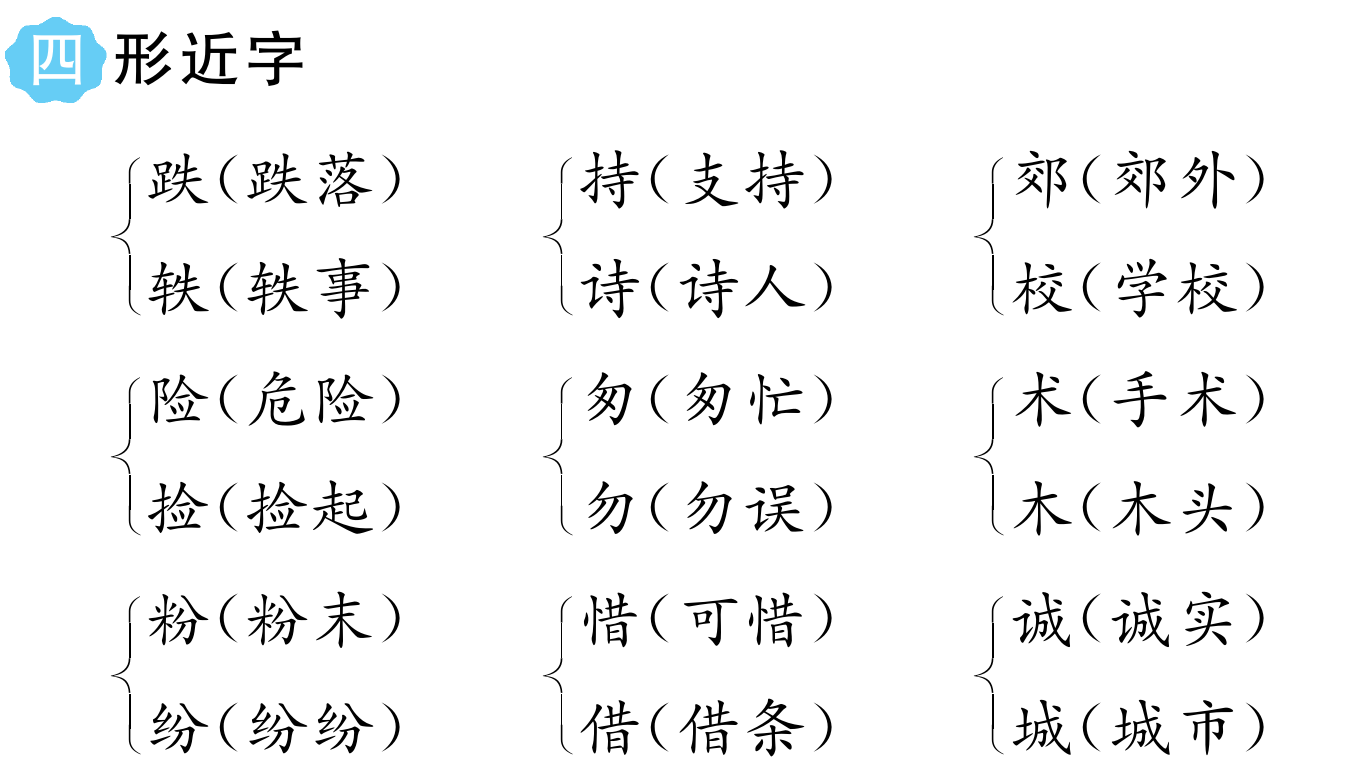 四 形近字
跌(跌落) 持(支持) 郊(郊外)
轶(轶事) 诗(诗人) 校(学校)
险(危险) 匆(匆忙) 术(手术)
捡(捡起) 勿(勿误) 木(木头)
粉(粉末) 惜(可惜) 诚(诚实)
纷(纷纷) 借(借条) 城(城市)